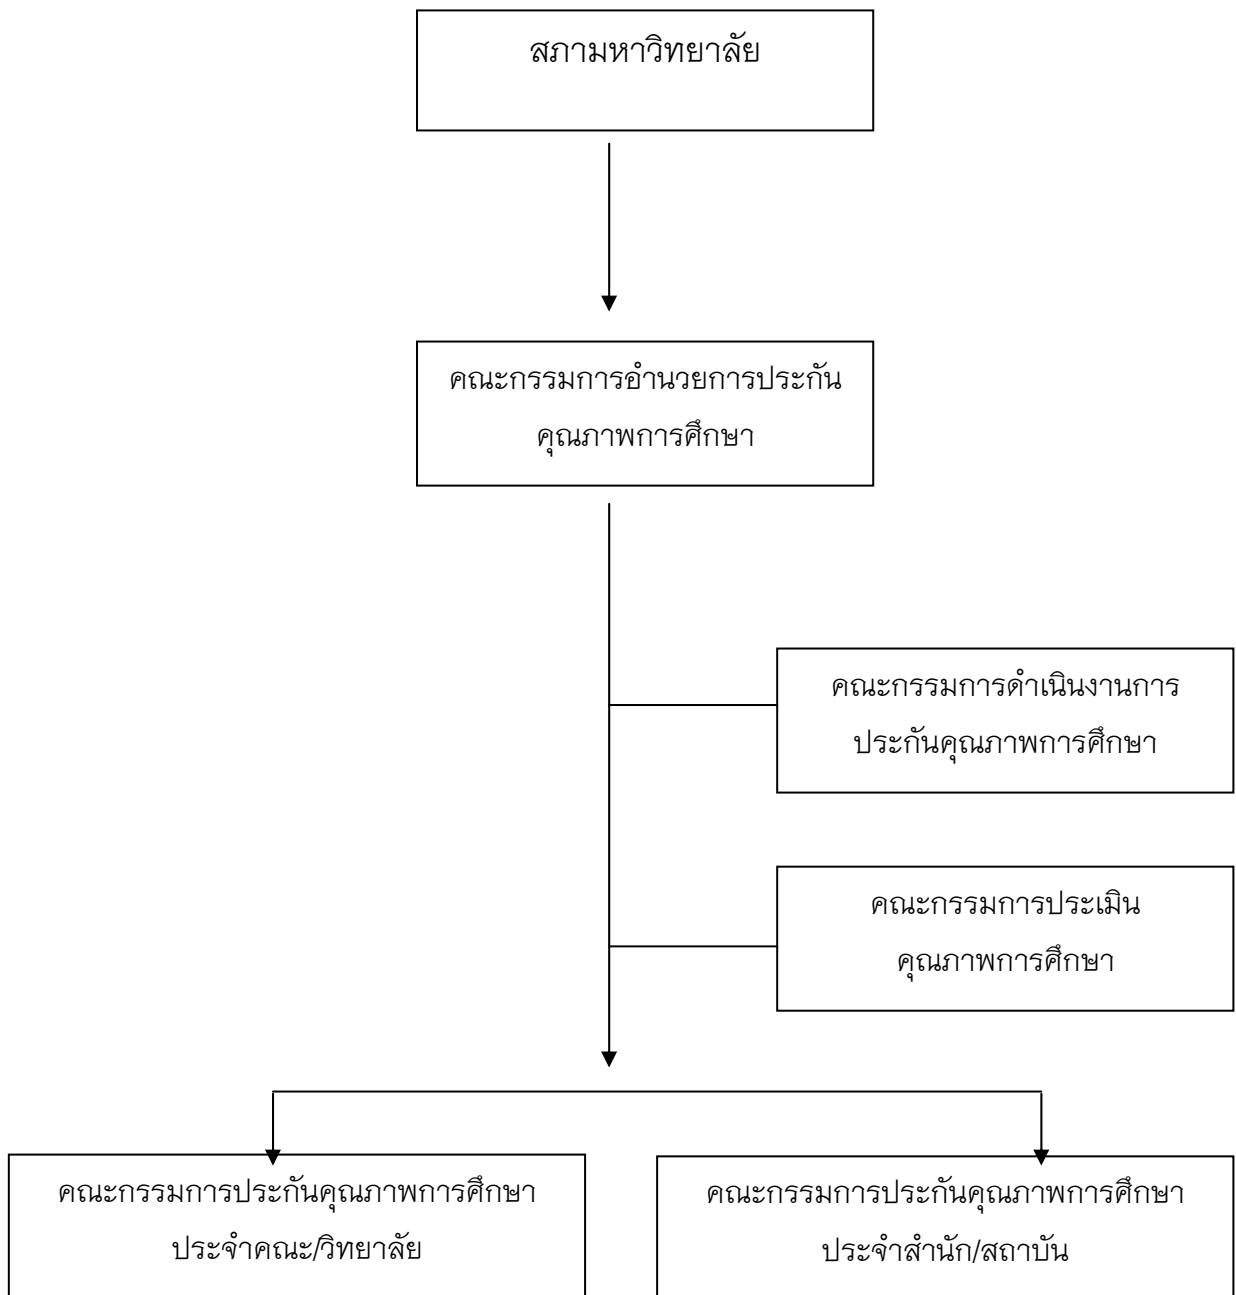 สภามหาวิทยาลัย
คณะกรรมการอำนวยการประกัน
คุณภาพการศึกษา
คณะกรรมการดำเนินงานการ
ประกันคุณภาพการศึกษา
คณะกรรมการประเมิน
คุณภาพการศึกษา
คณะกรรมการประกันคุณภาพการศึกษา
ประจำคณะ/วิทยาลัย
คณะกรรมการประกันคุณภาพการศึกษา
ประจำสำนัก/สถาบัน